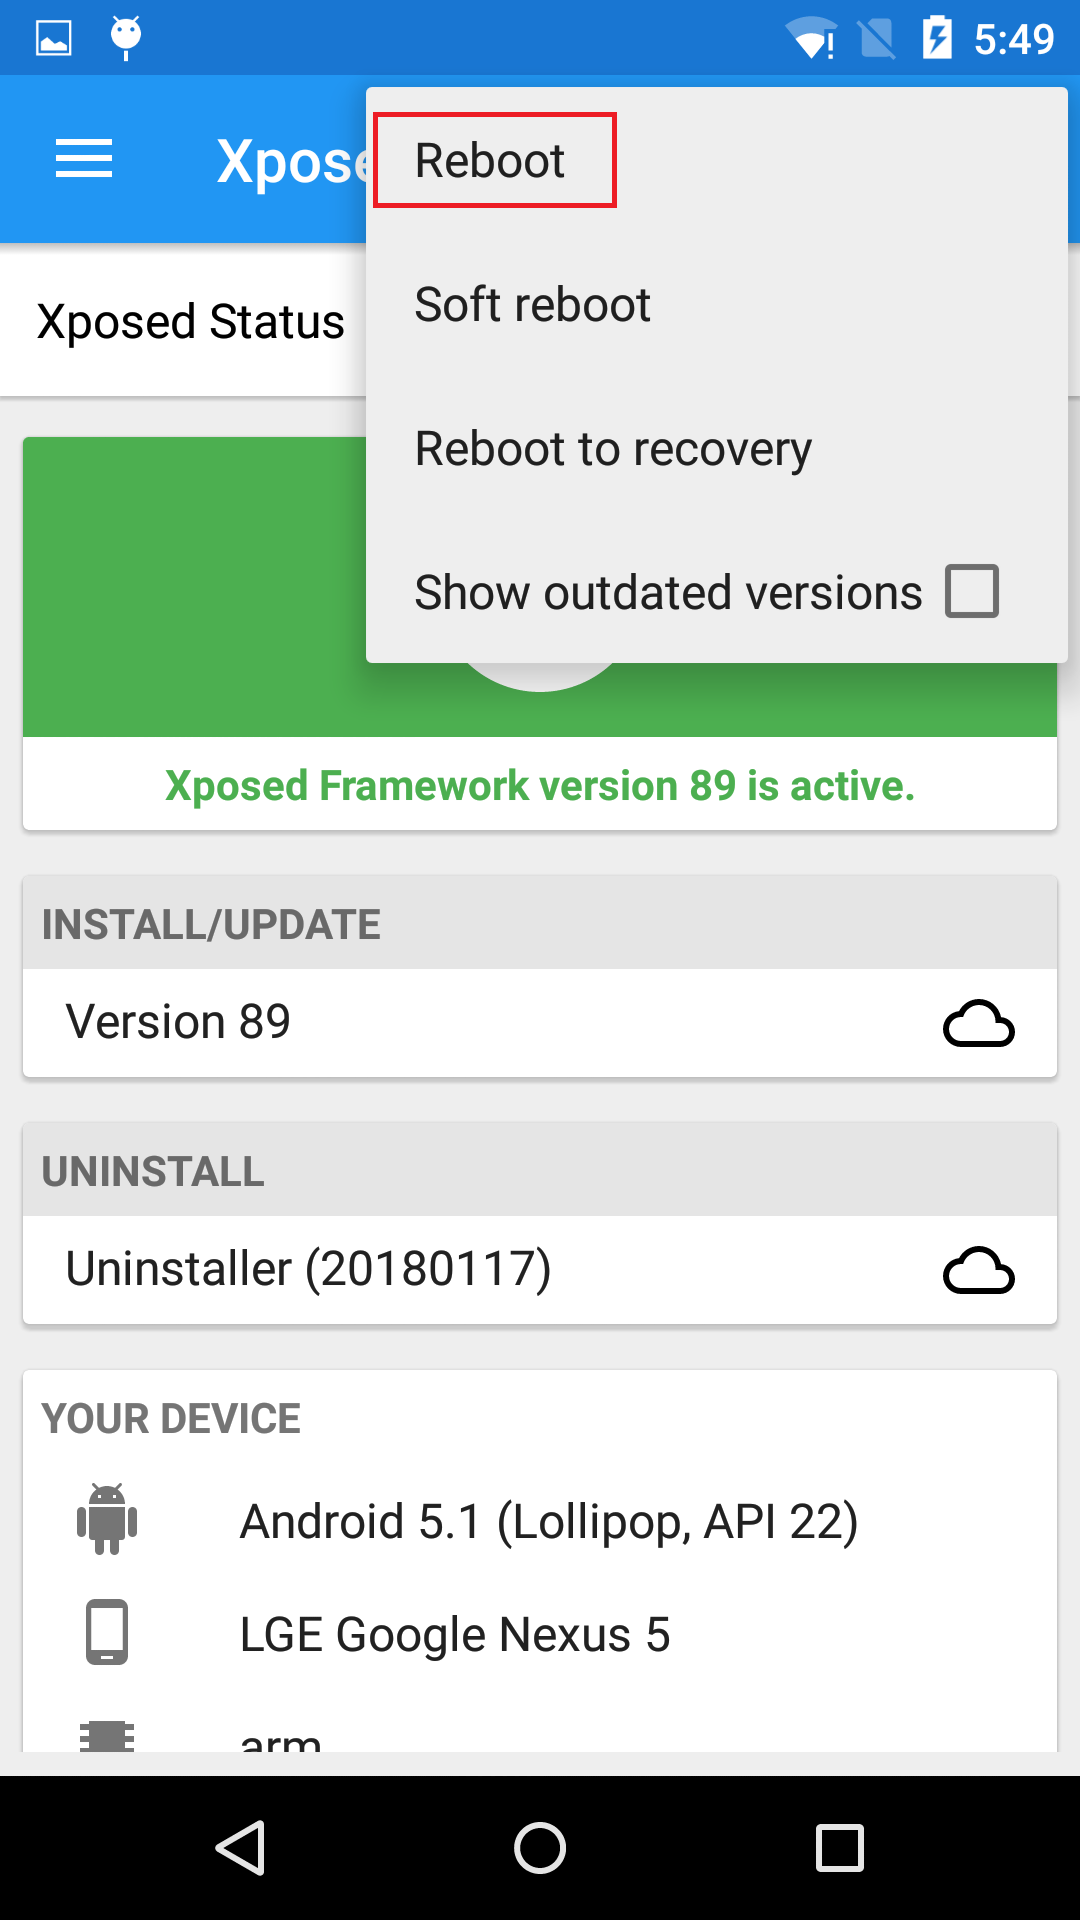 5:49
Xpose
Reboot
Soft reboot
Xposed Status
Reboot to recovery
Show outdated versions
Xposed Framework version 89 is active.
INSTALL/UPDATE
Version 89
UNINSTALL
Uninstaller (20180117)
YOUR DEVICE
Android 5.1 (Lollipop, API 22)
LGE Google Nexus 5
arm